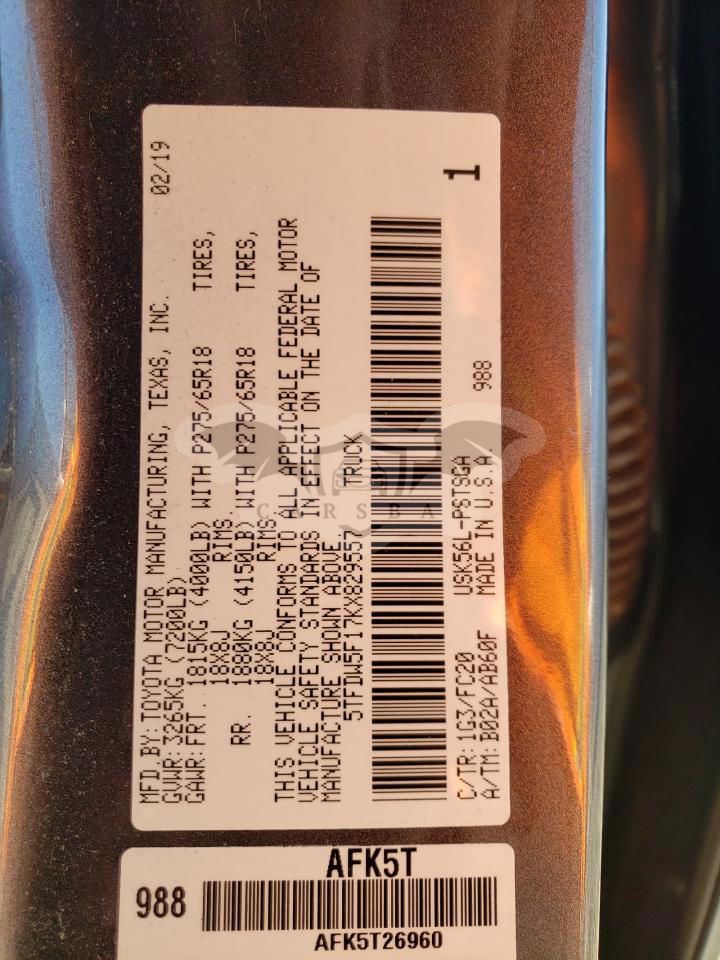 MFD BY: TOYOTA MOTOR MANUFACTURING, TEXAS, INC. 02/19
GVWR: 3265KG (7200LB)
GAWR: FRT. 1815KG (4000LB) WITH P275/65R18 TIRES,
18X8J RIMS.
RR. 1880KG (4150LB) WITH P275/65R18 TIRES,
18X8J RIMS.
THIS VEHICLE CONFORMS TO ALL APPLICABLE FEDERAL MOTOR
VEHICLE SAFETY STANDARDS IN EFFECT ON THE DATE OF
MANUFACTURE SHOWN ABOVE
5TFDW5F17KX829557 TRUCK
C/TR: 1G3/FC20 USK56L-PSTSGA 988 1
A/TM: B02A/AB60F MADE IN U.S.A.
AFK5T
988
AFK5T26960
CARSBA